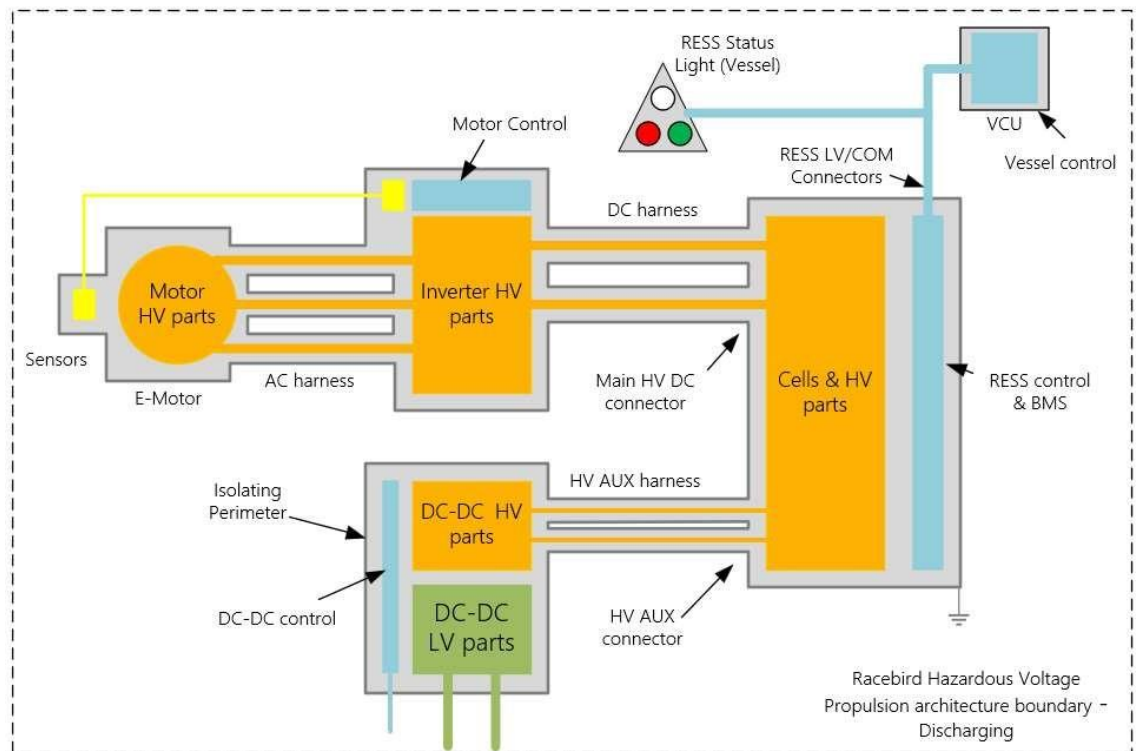 RESS Status
Light (Vessel)
VCU
Vessel control
Motor Control
RESS LV/COM
Connectors
DC harness
Motor
HV parts
Inverter HV
parts
Sensors
E-Motor
AC harness
Main HV DC
connector
Cells & HV
parts
RESS control
& BMS
Isolating
Perimeter
HV AUX harness
DC-DC HV
parts
DC-DC control
DC-DC
LV parts
HV AUX
connector
Racebird Hazardous Voltage
Propulsion architecture boundary -
Discharging